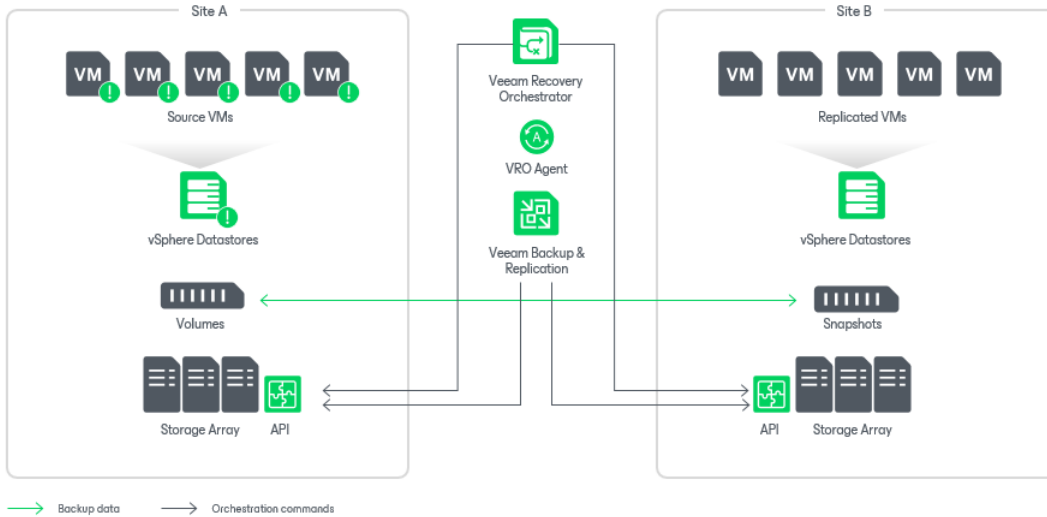 Site A
Site B
VM
VM
VM
VM
VM
!
!
!
!
!
Source VMs
Veeam Recovery
Orchestrator
VM
VM
VM
VM
VM
Replicated VMs
A
VRO Agent
!
vSphere Datastores
Veeam Backup &
Replication
vSphere Datastores
Volumes
Snapshots
Storage Array
API
API
Storage Array
Backup data
Orchestration commands